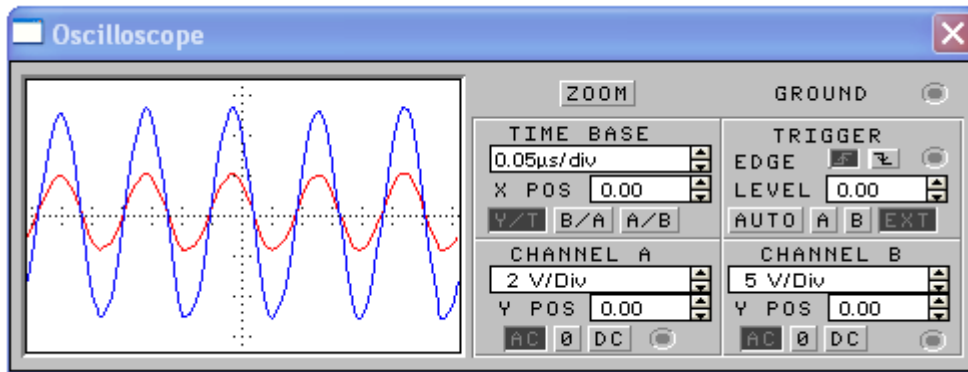 Oscilloscope
ZOOM GROUND
TIME BASE
0.05µs/div
X POS 0.00
Y/T B/A A/B
TRIGGER
EDGE
LEVEL 0.00
AUTO A B EXT
CHANNEL A
2 V/Div
Y POS 0.00
AC 0 DC
CHANNEL B
5 V/Div
Y POS 0.00
AC 0 DC